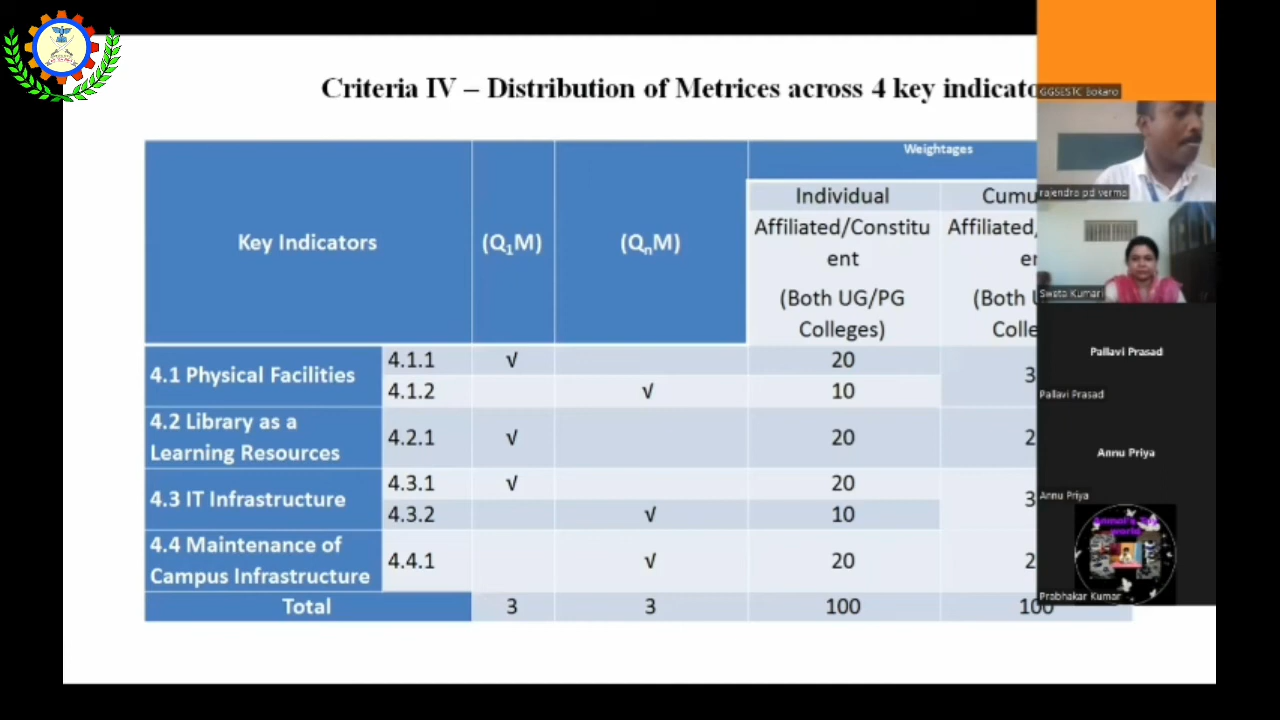 Criteria IV – Distribution of Metrices across 4 key indicato
Weightages
Key Indicators
(Q1M)
(QnM)
Individual
Affiliated/Constitu
ent
(Both UG/PG
Colleges)
Cumu
Affiliated/
er
(Both U
Colle
4.1 Physical Facilities
4.1.1 √ 20
4.1.2 √ 10
3
4.2 Library as a
Learning Resources
4.2.1 √ 20 2
4.3 IT Infrastructure
4.3.1 √ 20
4.3.2 √ 10
3
4.4 Maintenance of
Campus Infrastructure
4.4.1 √ 20 2
Total 3 3 100 100
GGSESTC Bokaro
rajendra pd verma
Sweta Kumari
Pallavi Prasad
Pallavi Prasad
Annu Priya
Annu Priya
world
Prabhakar Kumar